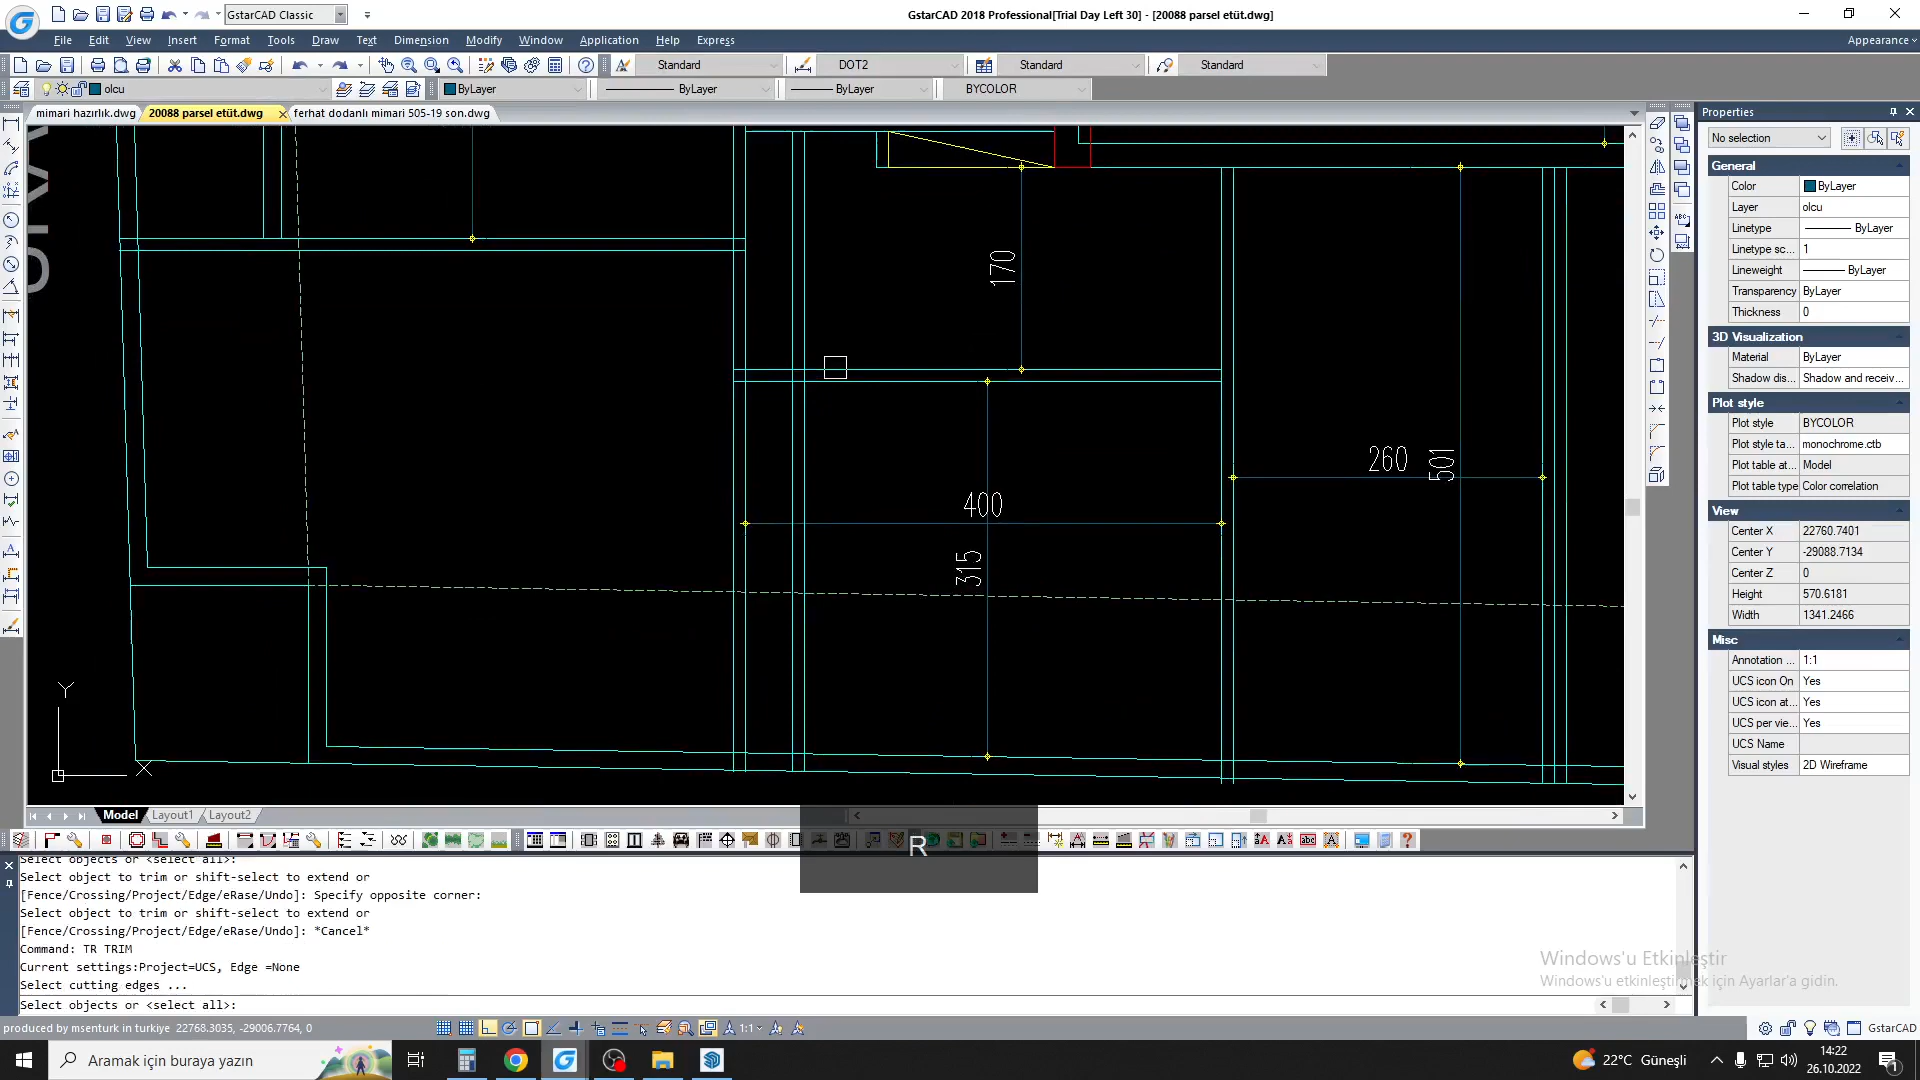 GstarCAD Classic
GstarCAD 2018 Professional[Trial Day Left 30] - [20088 parsel etüt.dwg]
File Edit View Insert Format Tools Draw Text Dimension Modify Window Application Help Express
Appearance
Standard
DOT2
Standard
Standard
olcu
ByLayer
ByLayer
ByLayer
BYCOLOR
mimari hazırlık.dwg
20088 parsel etüt.dwg
ferhat dodanlı mimari 505-19 son.dwg
170
400
315
260
501
Y
X
Properties
No selection
General
Color ByLayer
Layer olcu
Linetype ByLayer
Linetype sc... 1
Lineweight ByLayer
Transparency ByLayer
Thickness 0
3D Visualization
Material ByLayer
Shadow dis... Shadow and receiv...
Plot style
Plot style BYCOLOR
Plot style ta... monochrome.ctb
Plot table at... Model
Plot table type Color correlation
View
Center X 22760.7401
Center Y -29088.7134
Center Z 0
Height 570.6181
Width 1341.2466
Misc
Annotation ... 1:1
UCS icon On Yes
UCS icon at... Yes
UCS per vie... Yes
UCS Name
Visual styles 2D Wireframe
Model Layout1 Layout2
R
Select objects or <select all>:
Select object to trim or shift-select to extend or
[Fence/Crossing/Project/Edge/eRase/Undo]: Specify opposite corner:
Select object to trim or shift-select to extend or
[Fence/Crossing/Project/Edge/eRase/Undo]: *Cancel*
Command: TR TRIM
Current settings:Project=UCS, Edge =None
Select cutting edges ...
Select objects or <select all>:
Windows'u Etkinleştir
Windows'u etkinleştirmek için Ayarlar'a gidin.
produced by msenturk in turkiye 22768.3035, -29006.7764, 0
1:1
GstarCAD
Aramak için buraya yazın
22°C Güneşli
14:22
26.10.2022
1